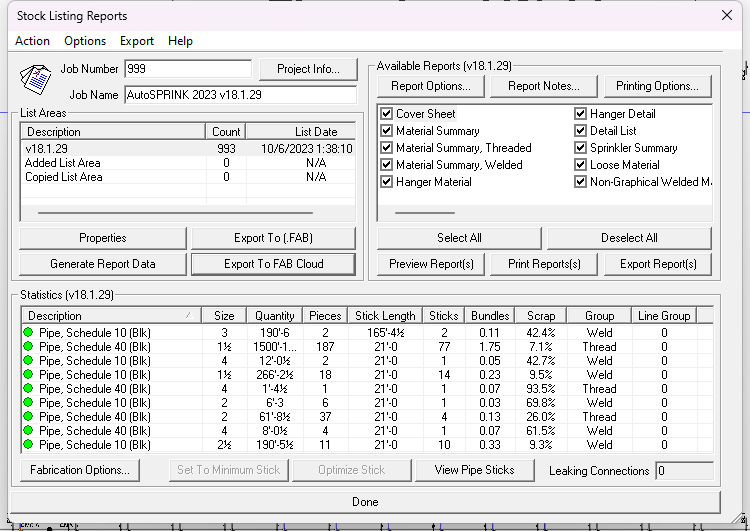 Stock Listing Reports
Action Options Export Help
Job Number 999 Project Info...
Job Name AutoSPRINK 2023 v18.1.29
List Areas
Description Count List Date
v18.1.29 993 10/6/2023 1:38:10
Added List Area 0 N/A
Copied List Area 0 N/A
Properties Export To (.FAB)
Generate Report Data Export To FAB Cloud
Available Reports (v18.1.29)
Report Options... Report Notes... Printing Options...
Cover Sheet Hanger Detail
Material Summary Detail List
Material Summary, Threaded Sprinkler Summary
Material Summary, Welded Loose Material
Hanger Material Non-Graphical Welded
Select All Deselect All
Preview Report(s) Print Reports(s) Export Report(s)
Statistics (v18.1.29)
Description Size Quantity Pieces Stick Length Sticks Bundles Scrap Group Line Group
Pipe, Schedule 10 (Blk) 3 190'-6 2 165'-4½ 2 0.11 42.4% Weld 0
Pipe, Schedule 40 (Blk) 1½ 1500'-1... 187 21'-0 77 1.75 7.1% Thread 0
Pipe, Schedule 10 (Blk) 4 12'-0½ 2 21'-0 1 0.05 42.7% Weld 0
Pipe, Schedule 10 (Blk) 1½ 266'-2½ 18 21'-0 14 0.23 9.5% Weld 0
Pipe, Schedule 40 (Blk) 4 1'-4½ 1 21'-0 1 0.07 93.5% Thread 0
Pipe, Schedule 10 (Blk) 2 6'-3 6 21'-0 1 0.03 69.8% Weld 0
Pipe, Schedule 40 (Blk) 2 61'-8½ 37 21'-0 4 0.13 26.0% Thread 0
Pipe, Schedule 40 (Blk) 4 8'-0½ 4 21'-0 1 0.07 61.5% Weld 0
Pipe, Schedule 10 (Blk) 2½ 190'-5½ 11 21'-0 10 0.33 9.3% Weld 0
Fabrication Options... Set To Minimum Stick Optimize Stick View Pipe Sticks Leaking Connections 0
Done